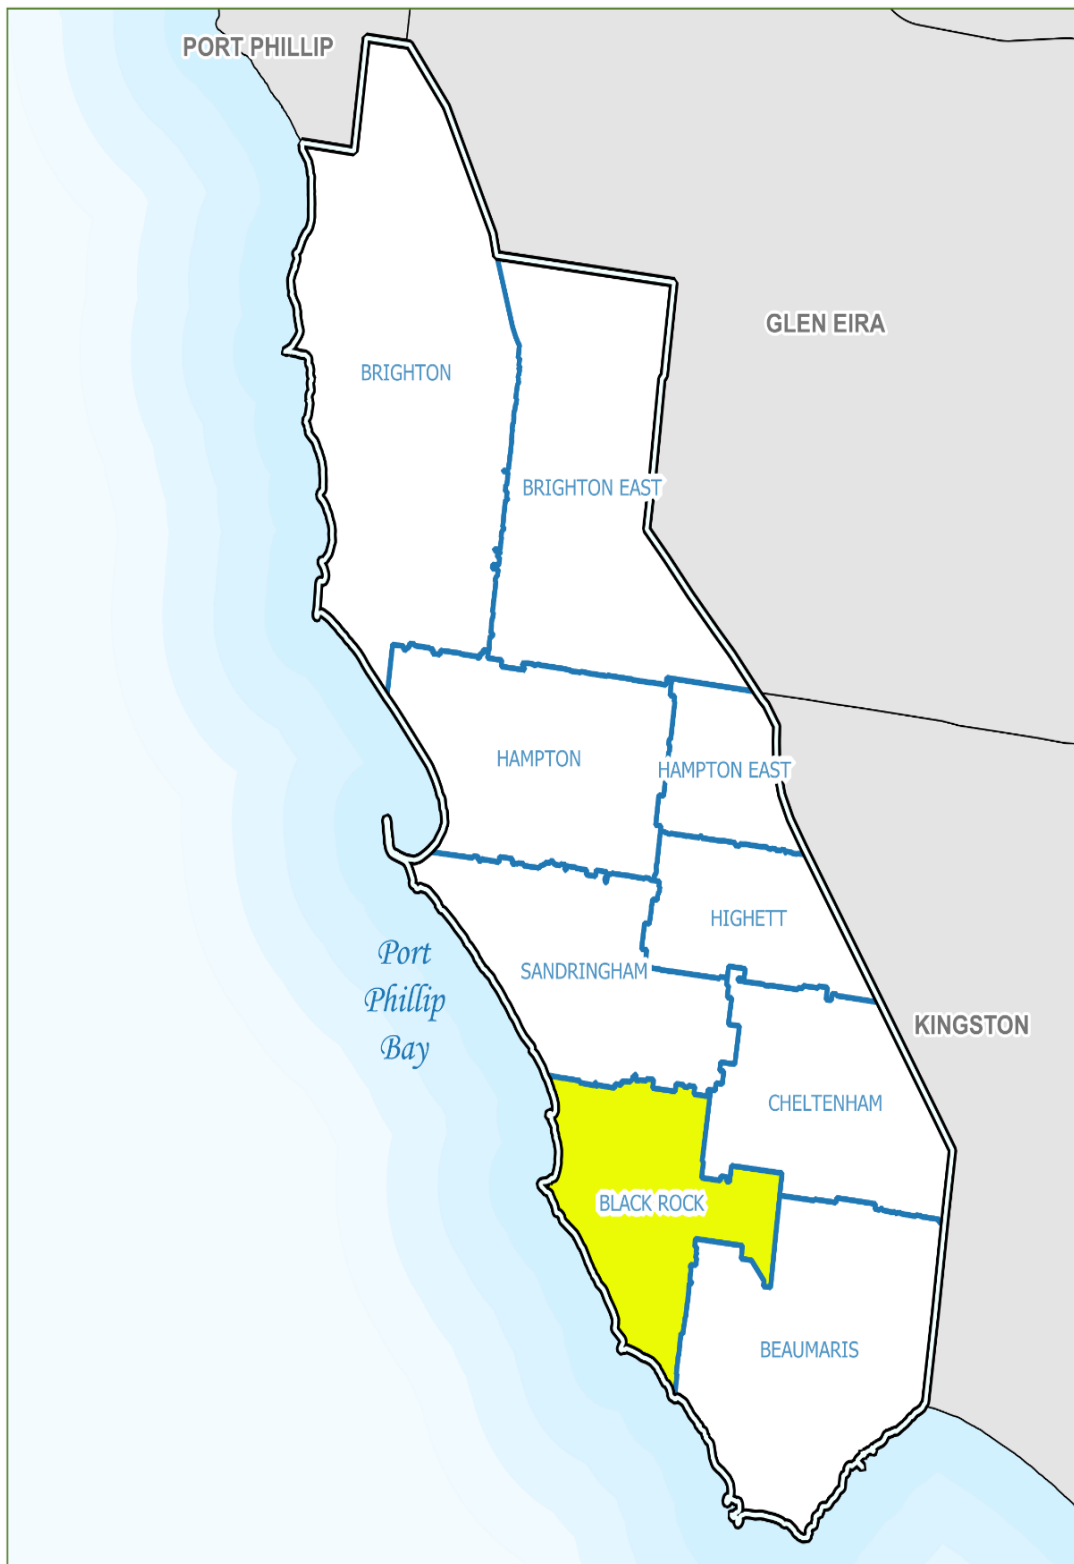 PORT PHILLIP
GLEN EIRA
BRIGHTON
BRIGHTON EAST
HAMPTON
HAMPTON EAST
HIGHETT
Port
Phillip
Bay
SANDRINGHAM
KINGSTON
CHELTENHAM
BLACK ROCK
BEAUMARIS